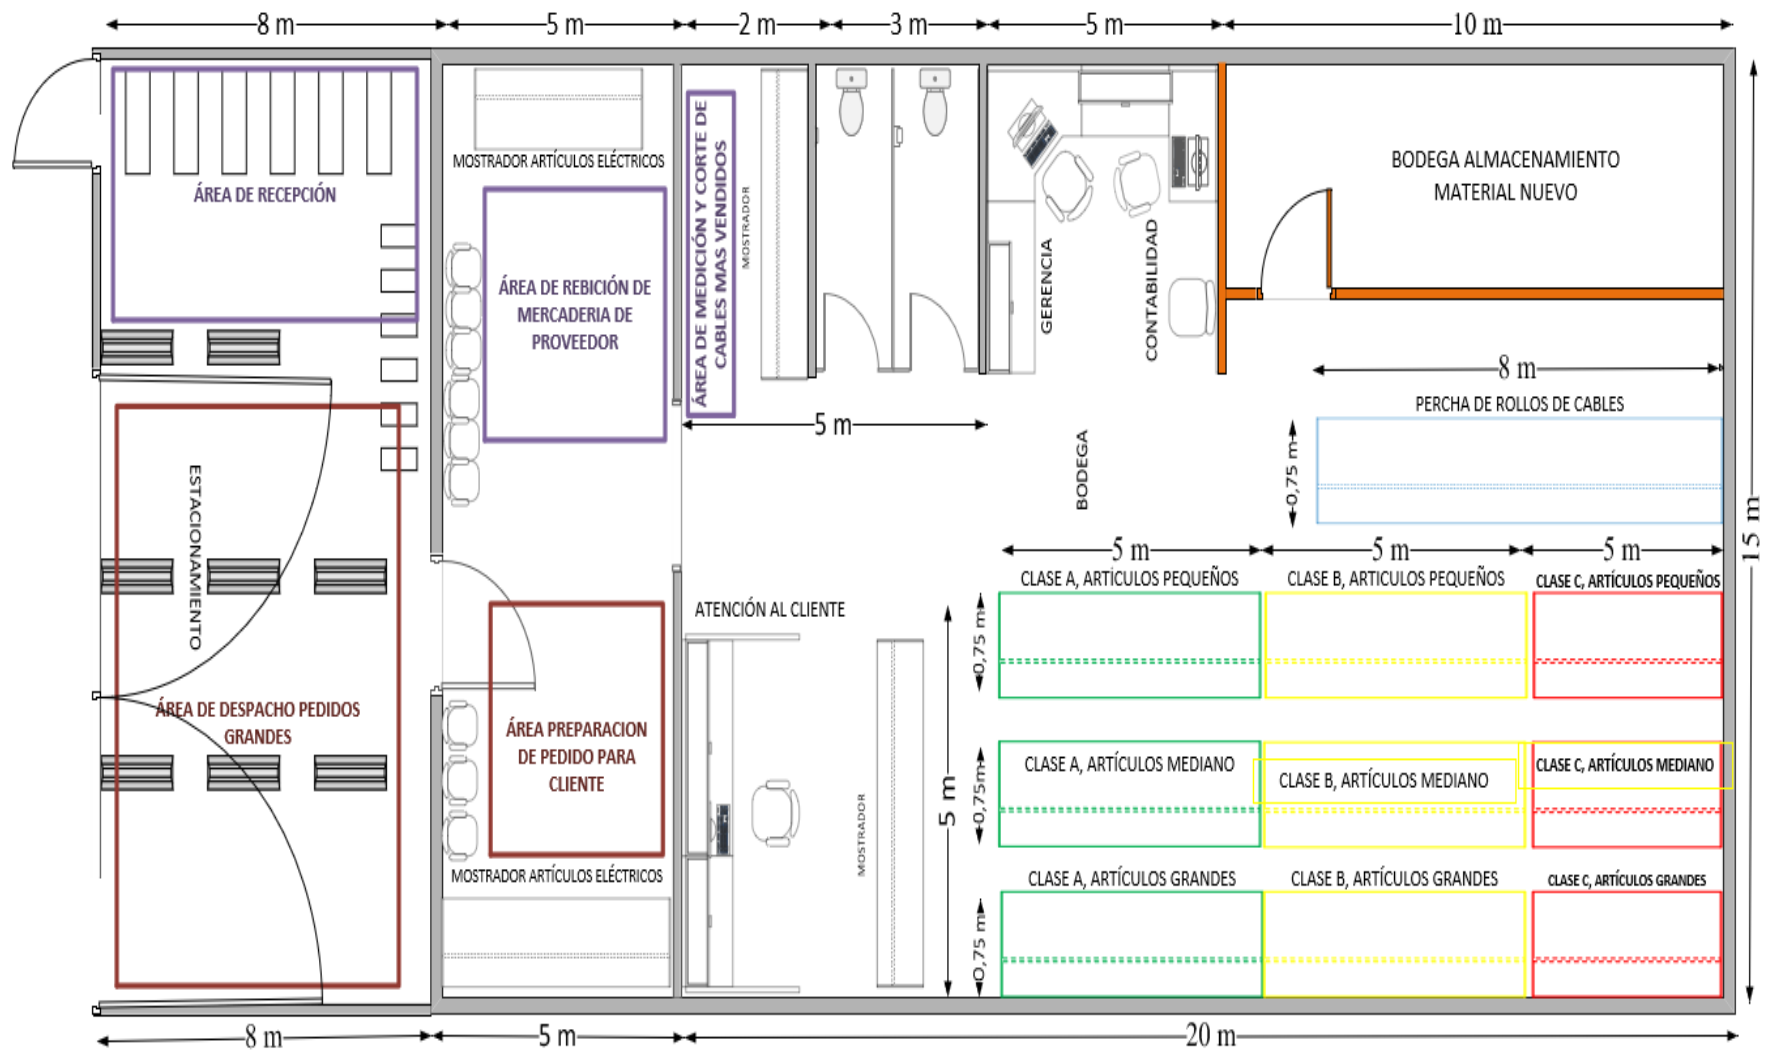 8 m
5 m
2 m
3 m
5 m
10 m
MOSTRADOR ARTÍCULOS ELÉCTRICOS
ÁREA DE RECEPCIÓN
ÁREA DE REBICIÓN DE
MERCADERIA DE
PROVEEDOR
ÁREA DE MEDICIÓN Y CORTE DE
CABLES MAS VENDIDOS
MOSTRADOR
GERENCIA
CONTABILIDAD
BODEGA ALMACENAMIENTO
MATERIAL NUEVO
8 m
PERCHA DE ROLLOS DE CABLES
0,75 m
5 m
BODEGA
15 m
ESTACIONAMIENTO
5 m
5 m
5 m
CLASE A, ARTÍCULOS PEQUEÑOS
CLASE B, ARTICULOS PEQUEÑOS
CLASE C, ARTÍCULOS PEQUEÑOS
ATENCIÓN AL CLIENTE
0,75 m
ÁREA DE DESPACHO PEDIDOS
GRANDES
ÁREA PREPARACION
DE PEDIDO PARA
CLIENTE
CLASE A, ARTÍCULOS MEDIANO
CLASE B, ARTÍCULOS MEDIANO
CLASE C, ARTÍCULOS MEDIANO
5 m
0,75m
MOSTRADOR
MOSTRADOR ARTÍCULOS ELÉCTRICOS
CLASE A, ARTÍCULOS GRANDES
CLASE B, ARTÍCULOS GRANDES
CLASE C, ARTÍCULOS GRANDES
0,75 m
8 m
5 m
20 m